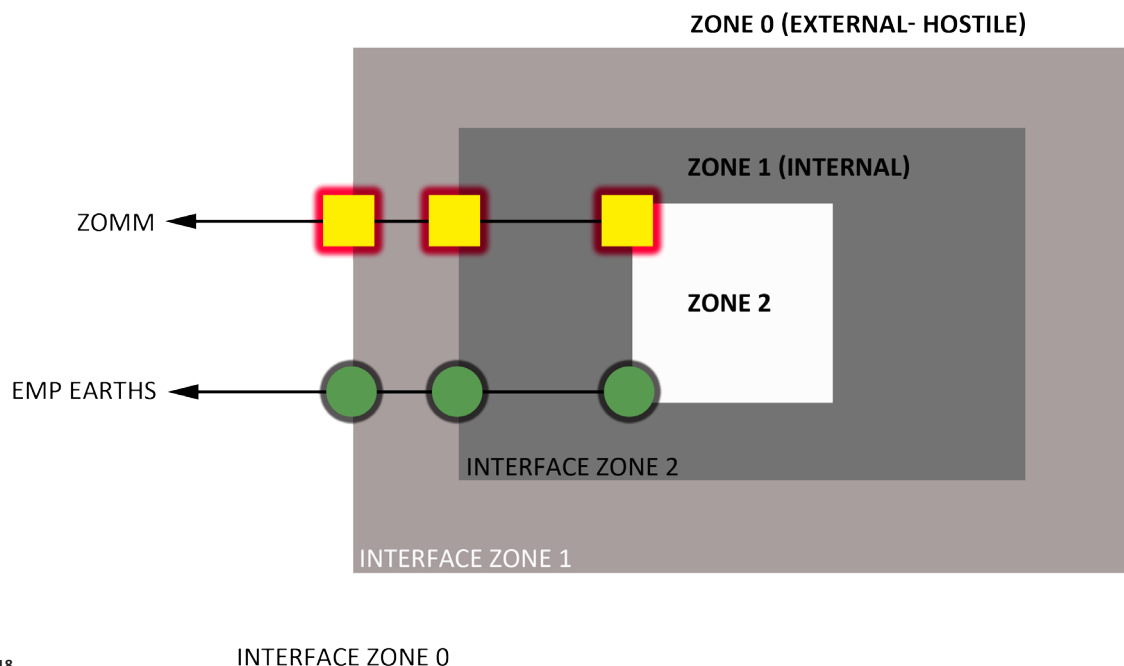 ZONE 0 (EXTERNAL- HOSTILE)
ZONE 1 (INTERNAL)
ZOMM
ZONE 2
EMP EARTHS
INTERFACE ZONE 2
INTERFACE ZONE 1
INTERFACE ZONE 0